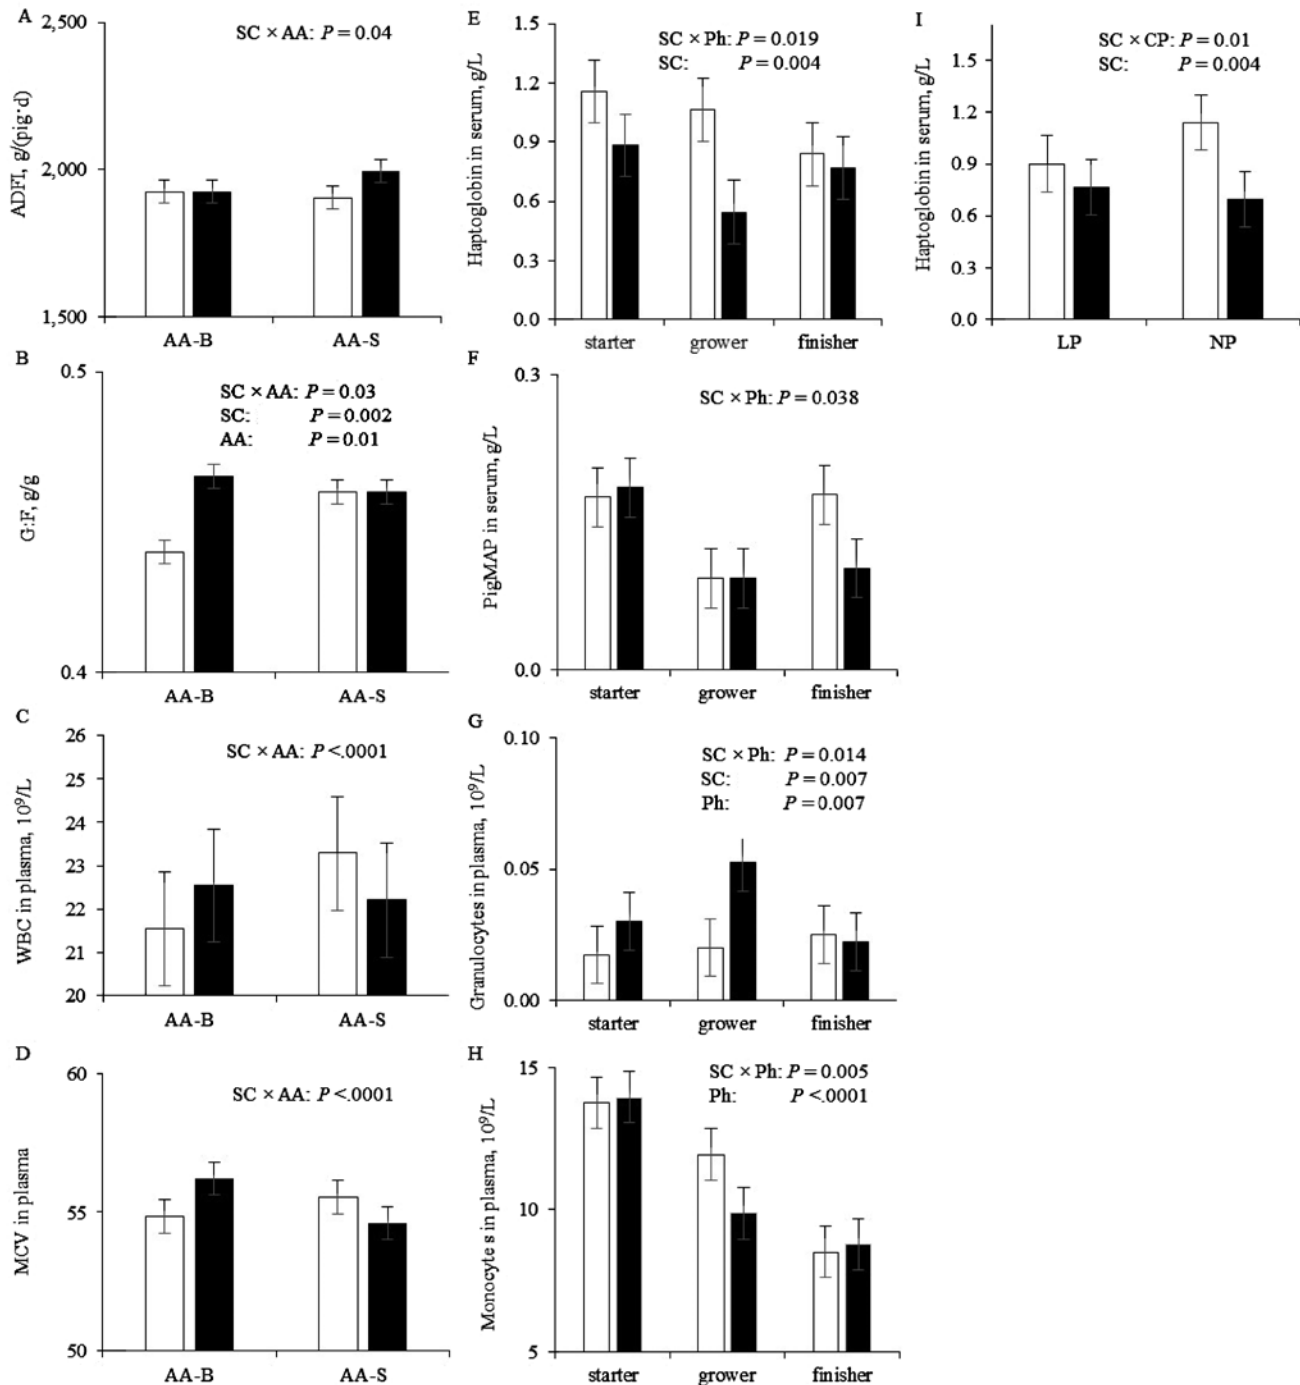 A
2,500
2,000
1,500
ADFI, g/(pig·d)
SC × AA: P = 0.04
AA-B
AA-S
B
0.5
0.4
G:F, g/g
SC × AA: P = 0.03
SC: P = 0.002
AA: P = 0.01
AA-B
AA-S
C
26
25
24
23
22
21
20
WBC in plasma, 10⁹/L
SC × AA: P <.0001
AA-B
AA-S
D
60
55
50
MCV in plasma
SC × AA: P <.0001
AA-B
AA-S
E
1.5
1.2
0.9
0.6
0.3
0.0
Haptoglobin in serum, g/L
SC × Ph: P = 0.019
SC: P = 0.004
starter
grower
finisher
F
0.3
0.0
PigMAP in serum, g/L
SC × Ph: P = 0.038
starter
grower
finisher
G
0.10
0.05
0.00
Granulocytes in plasma, 10⁹/L
SC × Ph: P = 0.014
SC: P = 0.007
Ph: P = 0.007
starter
grower
finisher
H
15
10
5
Monocyte s in plasma, 10⁹/L
SC × Ph: P = 0.005
Ph: P <.0001
starter
grower
finisher
I
1.5
1.2
0.9
0.6
0.3
0.0
Haptoglobin in serum, g/L
SC × CP: P = 0.01
SC: P = 0.004
LP
NP